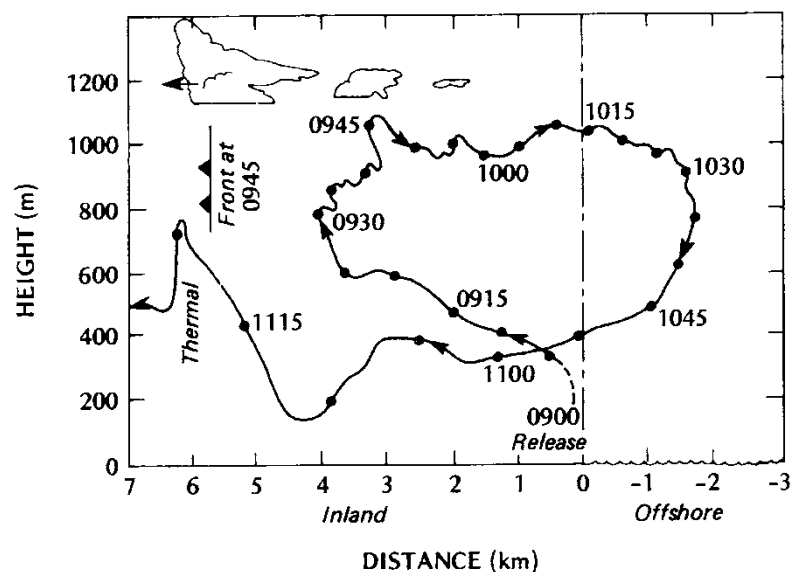 1200
1000
800
600
400
200
0
HEIGHT (m)
Front at
0945
Thermal
0945
1015
1000
1030
0930
0915
1045
1115
1100
0900
Release
7 6 5 4 3 2 1 0 -1 -2 -3
Inland Offshore
DISTANCE (km)